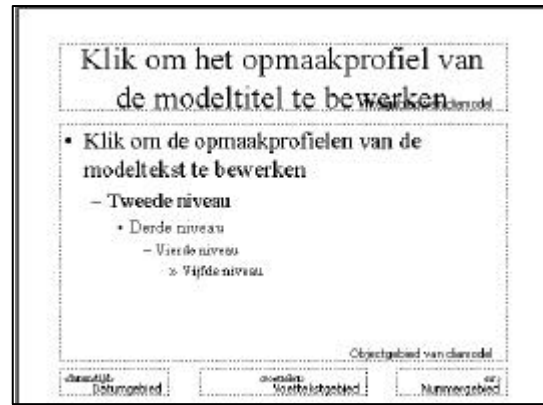 Klik om het opmaakprofiel van
de modeltitel te bewerken
• Klik om de opmaakprofielen van de
modeltekst te bewerken
– Tweede niveau
• Derde niveau
– Vierde niveau
» Vijfde niveau
Objectgebied van diamodel
Datumgebied
Voettekstgebied
Nummergebied